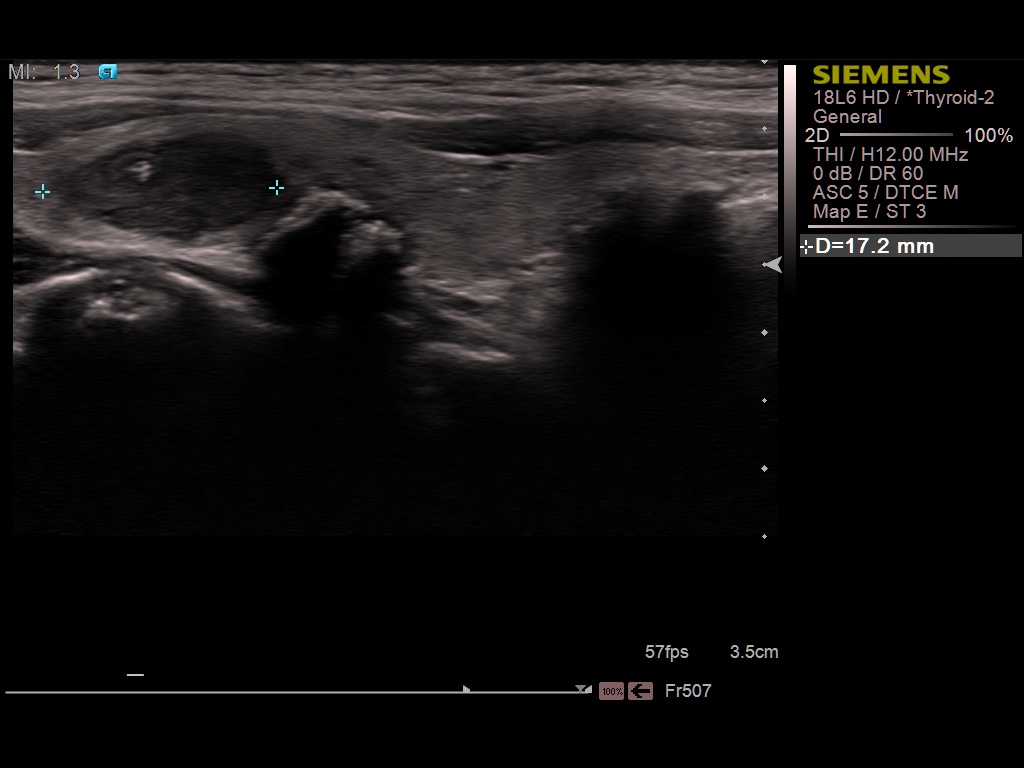 MI: 1.3
SIEMENS
18L6 HD / *Thyroid-2
General
2D 100%
THI / H12.00 MHz
0 dB / DR 60
ASC 5 / DTCE M
Map E / ST 3
D=17.2 mm
57fps 3.5cm
100% Fr507